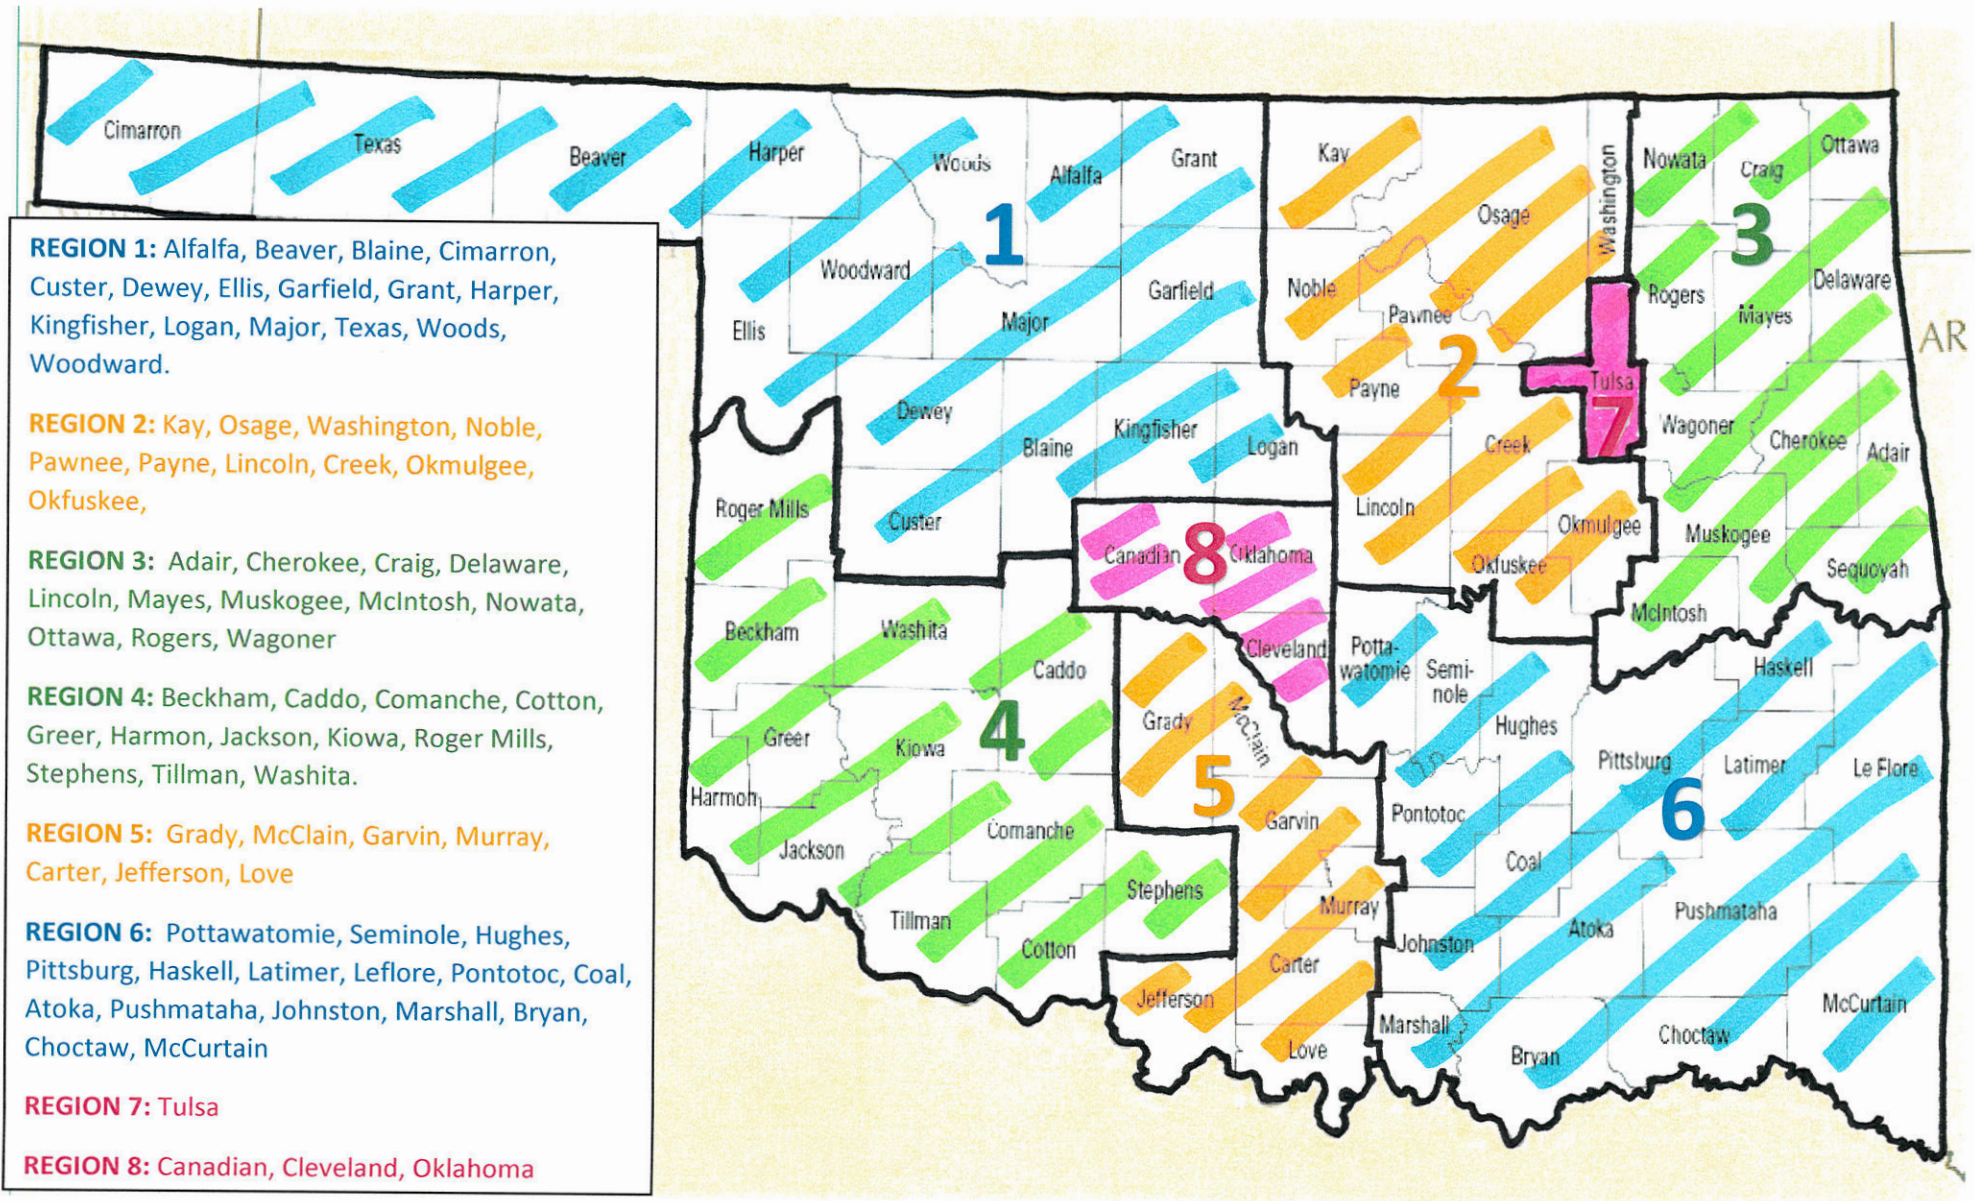 REGION 1: Alfalfa, Beaver, Blaine, Cimarron,
Custer, Dewey, Ellis, Garfield, Grant, Harper,
Kingfisher, Logan, Major, Texas, Woods,
Woodward.
REGION 2: Kay, Osage, Washington, Noble,
Pawnee, Payne, Lincoln, Creek, Okmulgee,
Okfuskee,
REGION 3: Adair, Cherokee, Craig, Delaware,
Lincoln, Mayes, Muskogee, McIntosh, Nowata,
Ottawa, Rogers, Wagoner
REGION 4: Beckham, Caddo, Comanche, Cotton,
Greer, Harmon, Jackson, Kiowa, Roger Mills,
Stephens, Tillman, Washita.
REGION 5: Grady, McClain, Garvin, Murray,
Carter, Jefferson, Love
REGION 6: Pottawatomie, Seminole, Hughes,
Pittsburg, Haskell, Latimer, Leflore, Pontotoc, Coal,
Atoka, Pushmataha, Johnston, Marshall, Bryan,
Choctaw, McCurtain
REGION 7: Tulsa
REGION 8: Canadian, Cleveland, Oklahoma
Cimarron
Texas
Beaver
Harper
Woods
Alfalfa
Grant
1
Woodward
Ellis
Major
Garfield
Dewey
Blaine
Kingfisher
Logan
Custer
Kay
Osage
Washington
Noble
Pawnee
2
Payne
Creek
Lincoln
Okmulgee
Okfuskee
Nowata
Craig
Ottawa
3
Rogers
Mayes
Delaware
AR
Tulsa
7
Wagoner
Cherokee
Adair
Muskogee
Sequoyah
McIntosh
Canadian
8
Oklahoma
Cleveland
Roger Mills
Beckham
Washita
Caddo
4
Greer
Kiowa
Harmon
Jackson
Comanche
Tillman
Cotton
Stephens
Grady
McClain
5
Garvin
Murray
Carter
Jefferson
Love
Potta-
watomie
Semi-
nole
Hughes
Haskell
Pittsburg
Latimer
Le Flore
6
Pontotoc
Coal
Atoka
Pushmataha
Johnston
Marshall
Bryan
Choctaw
McCurtain